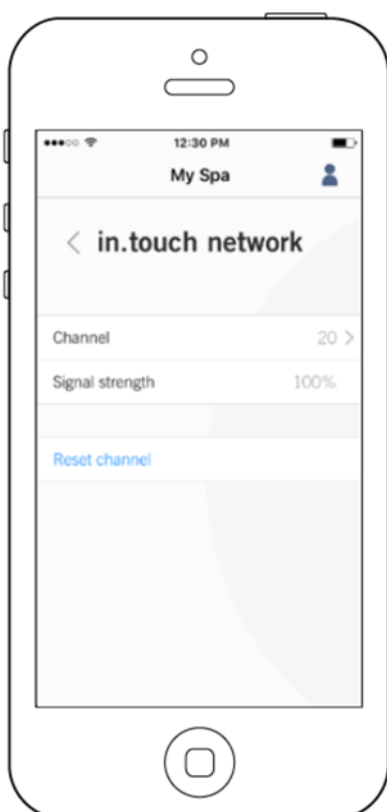 12:30 PM
My Spa
in.touch network
Channel 20
Signal strength 100%
Reset channel